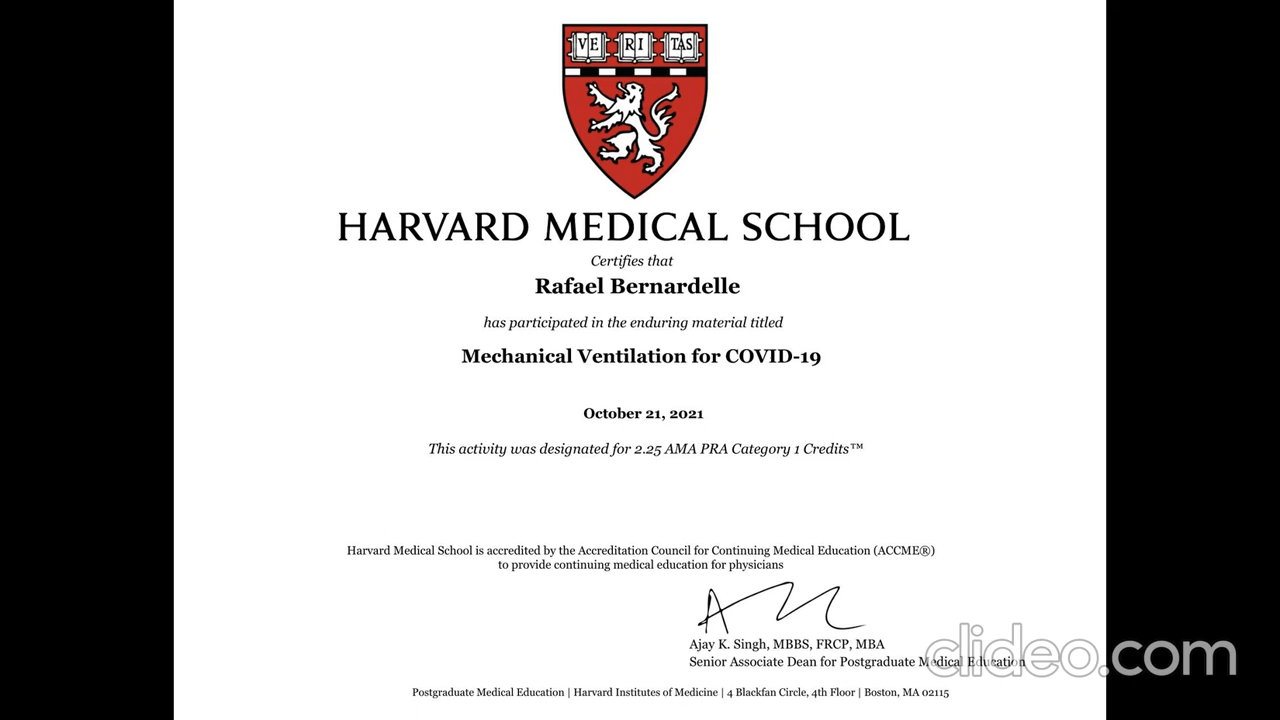 VE RI TAS
HARVARD MEDICAL SCHOOL
Certifies that
Rafael Bernardelle
has participated in the enduring material titled
Mechanical Ventilation for COVID-19
October 21, 2021
This activity was designated for 2.25 AMA PRA Category 1 Credits™
Harvard Medical School is accredited by the Accreditation Council for Continuing Medical Education (ACCME®)
to provide continuing medical education for physicians
Ajay K. Singh, MBBS, FRCP, MBA
Senior Associate Dean for Postgraduate Medical Education
clideo.com
Postgraduate Medical Education | Harvard Institutes of Medicine | 4 Blackfan Circle, 4th Floor | Boston, MA 02115